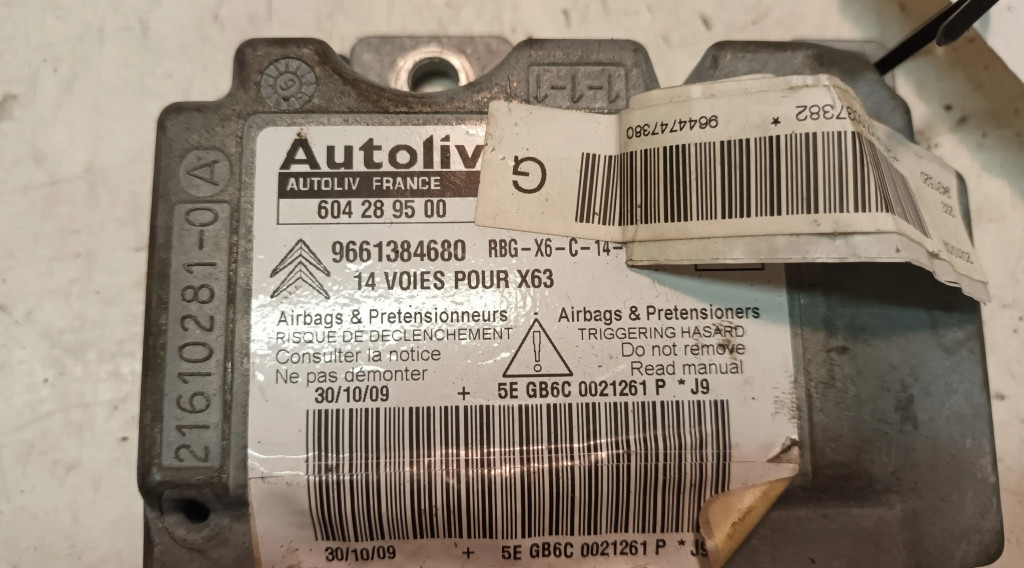 1-1-1
Autoliv
AUTOLIV FRANCE
604 28 95 00
9661384680 RBG-X6-C-14-
14 VOIES POUR X63
Airbags & Pretensionneurs
RISQUE DE DECLENCHEMENT
Consulter la notice
Ne pas démonter
Airbags & Pretensioners
TRIGGERING HASARD
Do not remove
Read manual
30/10/09 + 5E GB6C 0021261 P * J9
30/10/09 + 5E GB6C 0021261 P * J9
G
9644747380 *
21610281-0 A